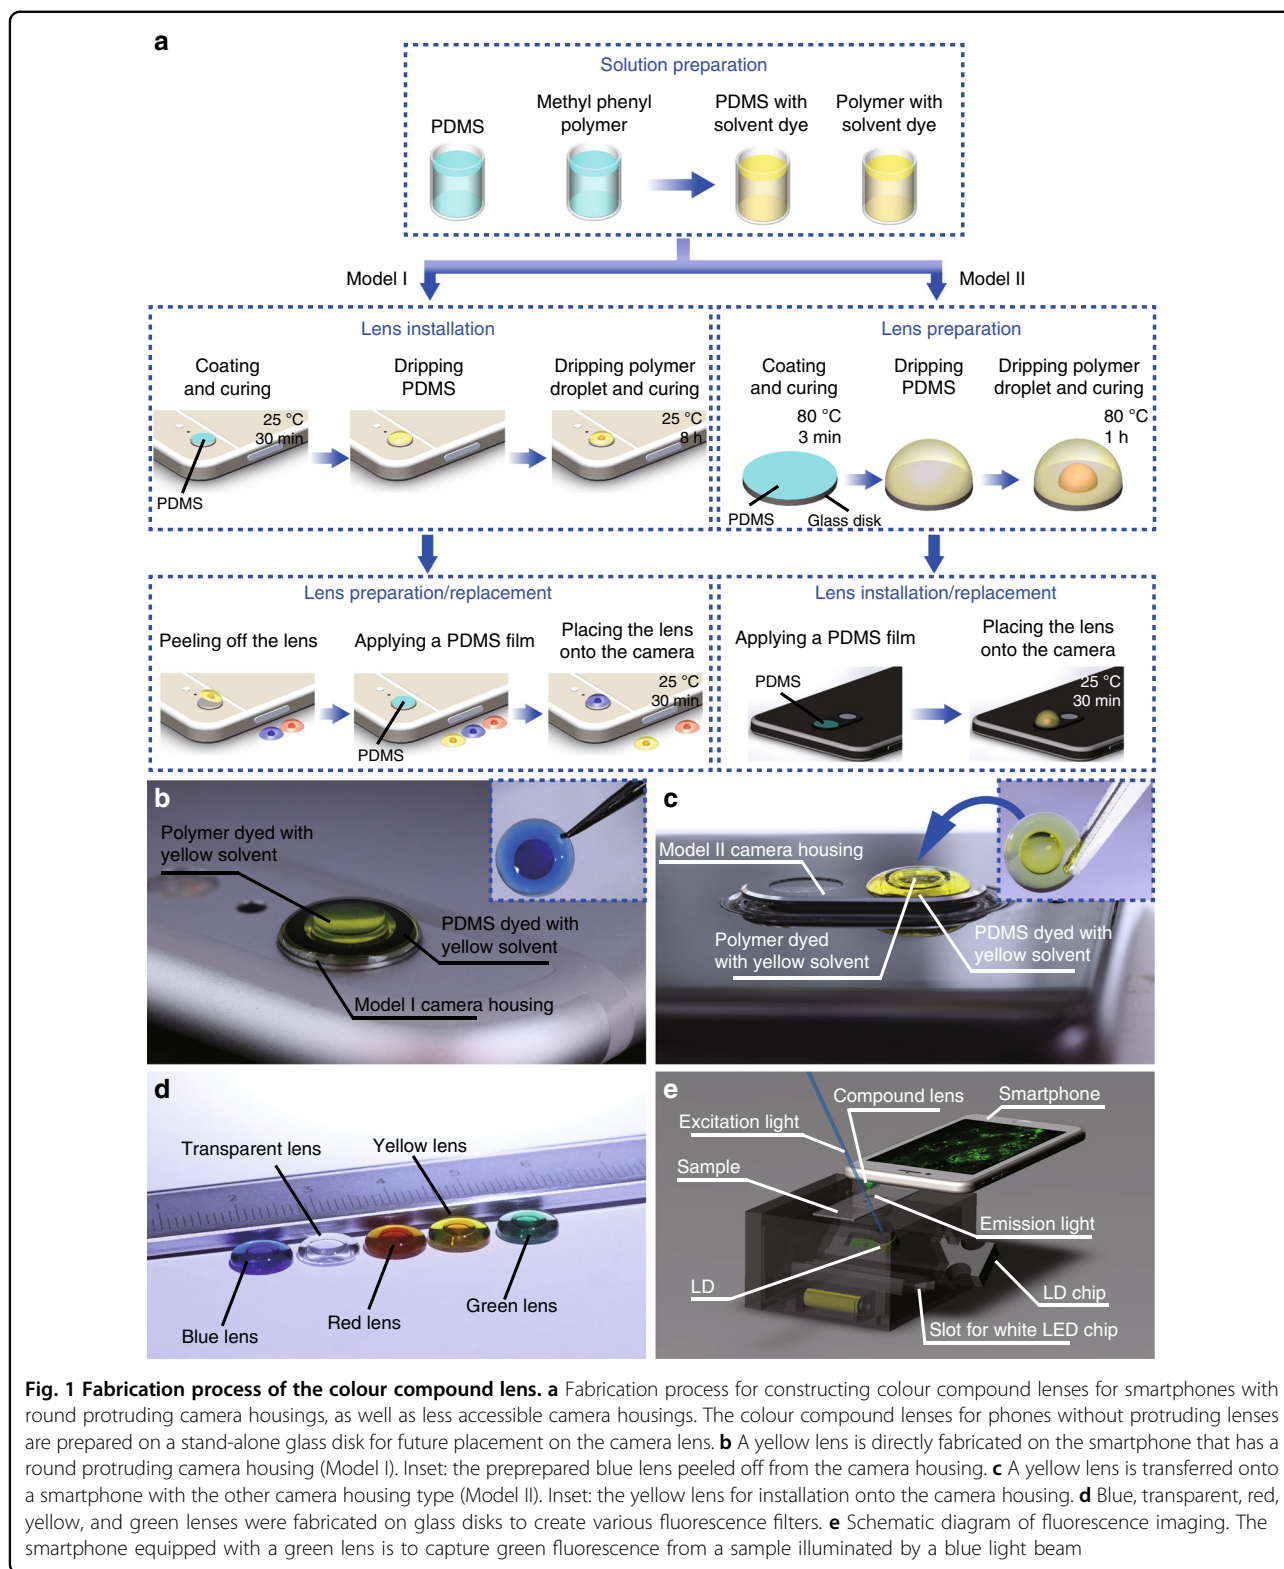 a
Solution preparation
PDMS
Methyl phenyl
polymer
PDMS with
solvent dye
Polymer with
solvent dye
Model I
Model II
Lens installation
Coating
and curing
Dripping
PDMS
Dripping polymer
droplet and curing
25 °C
30 min
25 °C
8 h
PDMS
Lens preparation
Coating
and curing
Dripping
PDMS
Dripping polymer
droplet and curing
80 °C
3 min
80 °C
1 h
PDMS
Glass disk
Lens preparation/replacement
Peeling off the lens
Applying a PDMS film
Placing the lens
onto the camera
25 °C
30 min
PDMS
Lens installation/replacement
Applying a PDMS film
Placing the lens
onto the camera
PDMS
25 °C
30 min
b
Polymer dyed with
yellow solvent
PDMS dyed with
yellow solvent
Model I camera housing
c
Model II camera housing
Polymer dyed
with yellow solvent
PDMS dyed with
yellow solvent
d
Transparent lens
Yellow lens
2 3 4 5 6 7
Blue lens
Red lens
Green lens
e
Compound lens
Smartphone
Excitation light
Sample
Emission light
LD
LD chip
Slot for white LED chip
Fig. 1 Fabrication process of the colour compound lens. a Fabrication process for constructing colour compound lenses for smartphones with
round protruding camera housings, as well as less accessible camera housings. The colour compound lenses for phones without protruding lenses
are prepared on a stand-alone glass disk for future placement on the camera lens. b A yellow lens is directly fabricated on the smartphone that has a
round protruding camera housing (Model I). Inset: the preprepared blue lens peeled off from the camera housing. c A yellow lens is transferred onto
a smartphone with the other camera housing type (Model II). Inset: the yellow lens for installation onto the camera housing. d Blue, transparent, red,
yellow, and green lenses were fabricated on glass disks to create various fluorescence filters. e Schematic diagram of fluorescence imaging. The
smartphone equipped with a green lens is to capture green fluorescence from a sample illuminated by a blue light beam